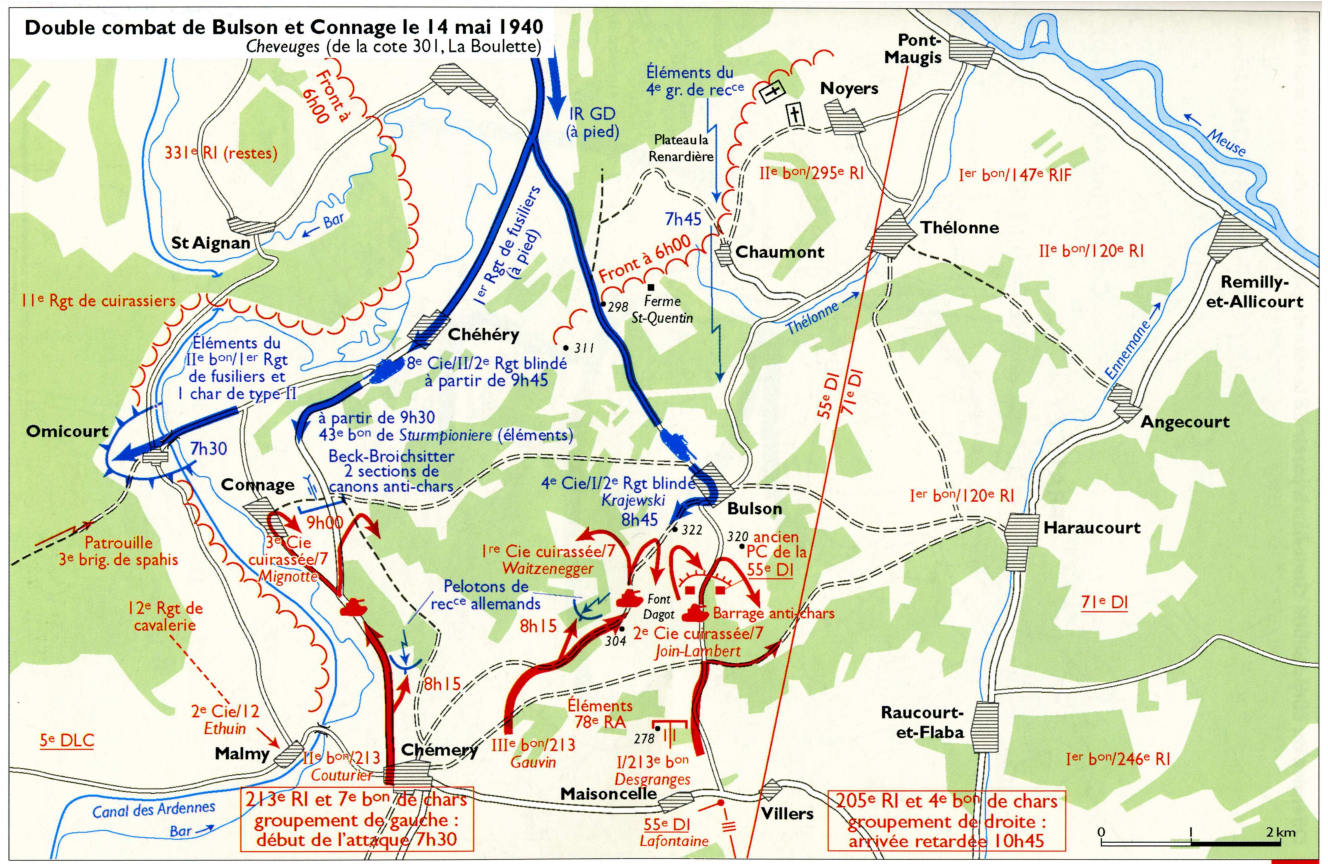 Double combat de Bulson et Connage le 14 mai 1940
Cheveuges (de la cote 301, La Boulette)
Front à
6h00
331e RI (restes)
St Aignan
← Bar
11e Rgt de cuirassiers
IR GD
(à pied)
1er Rgt de fusiliers
(à pied)
Éléments du
4e gr. de recce
Plateau la
Renardière
Noyers
Pont-
Maugis
← Meuse
IIe bon/295e RI
Ier bon/147e RIF
7h45
Chaumont
Thélonne
IIe bon/120e RI
Remilly-
et-Allicourt
Front à 6h00
298
Ferme
St-Quentin
Thélonne →
311
Chéhéry
Éléments du
IIe bon/1er Rgt
de fusiliers et
1 char de type II
8e Cie/II/2e Rgt blindé
à partir de 9h45
Ennemane →
55e DI
71e DI
Angecourt
Omicourt
7h30
à partir de 9h30
43e bon de Sturmpioniere (éléments)
Beck-Broichsitter
2 sections de
canons anti-chars
Connage
9h00
4e Cie/I/2e Rgt blindé
Krajewski
8h45
Bulson
Ier bon/120e RI
Haraucourt
322
320
ancien
PC de la
55e DI
Patrouille
3e brig. de spahis
3e Cie
cuirassée/7
Mignotte
1re Cie cuirassée/7
Waitzenegger
Pelotons de
recce allemands
8h15
Font
Dagot
Barrage anti-chars
304
2e Cie cuirassée/7
Join-Lambert
71e DI
12e Rgt de
cavalerie
8h15
2e Cie/12
Ethuin
5e DLC
Malmy
IIe bon/213
Couturier
Chémery
IIIe bon/213
Gauvin
Éléments
78e RA
278
I/213e bon
Desgranges
Raucourt-
et-Flaba
Ier bon/246e RI
Canal des Ardennes
Bar →
213e RI et 7e bon de chars
groupement de gauche :
début de l'attaque 7h30
Maisoncelle
55e DI
Lafontaine
Villers
205e RI et 4e bon de chars
groupement de droite :
arrivée retardée 10h45
0 1 2 km